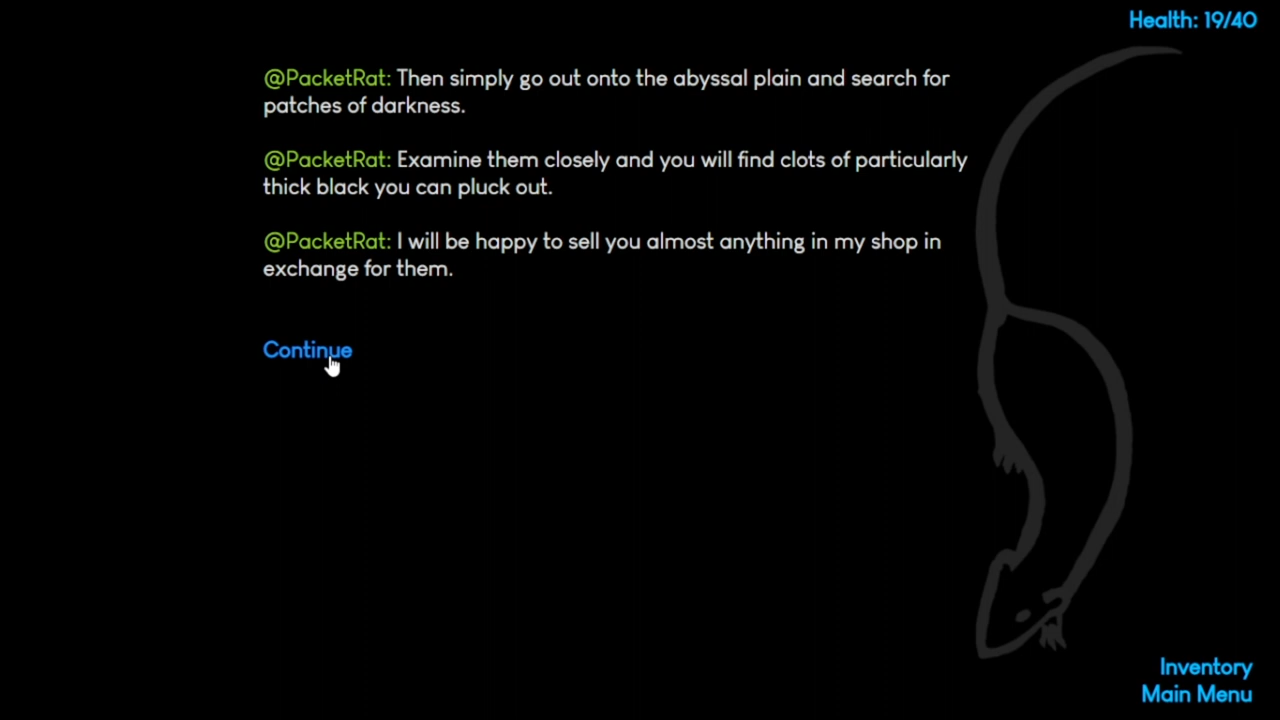 Health: 19/40
@PacketRat: Then simply go out onto the abyssal plain and search for
patches of darkness.
@PacketRat: Examine them closely and you will find clots of particularly
thick black you can pluck out.
@PacketRat: I will be happy to sell you almost anything in my shop in
exchange for them.
Continue
Inventory
Main Menu